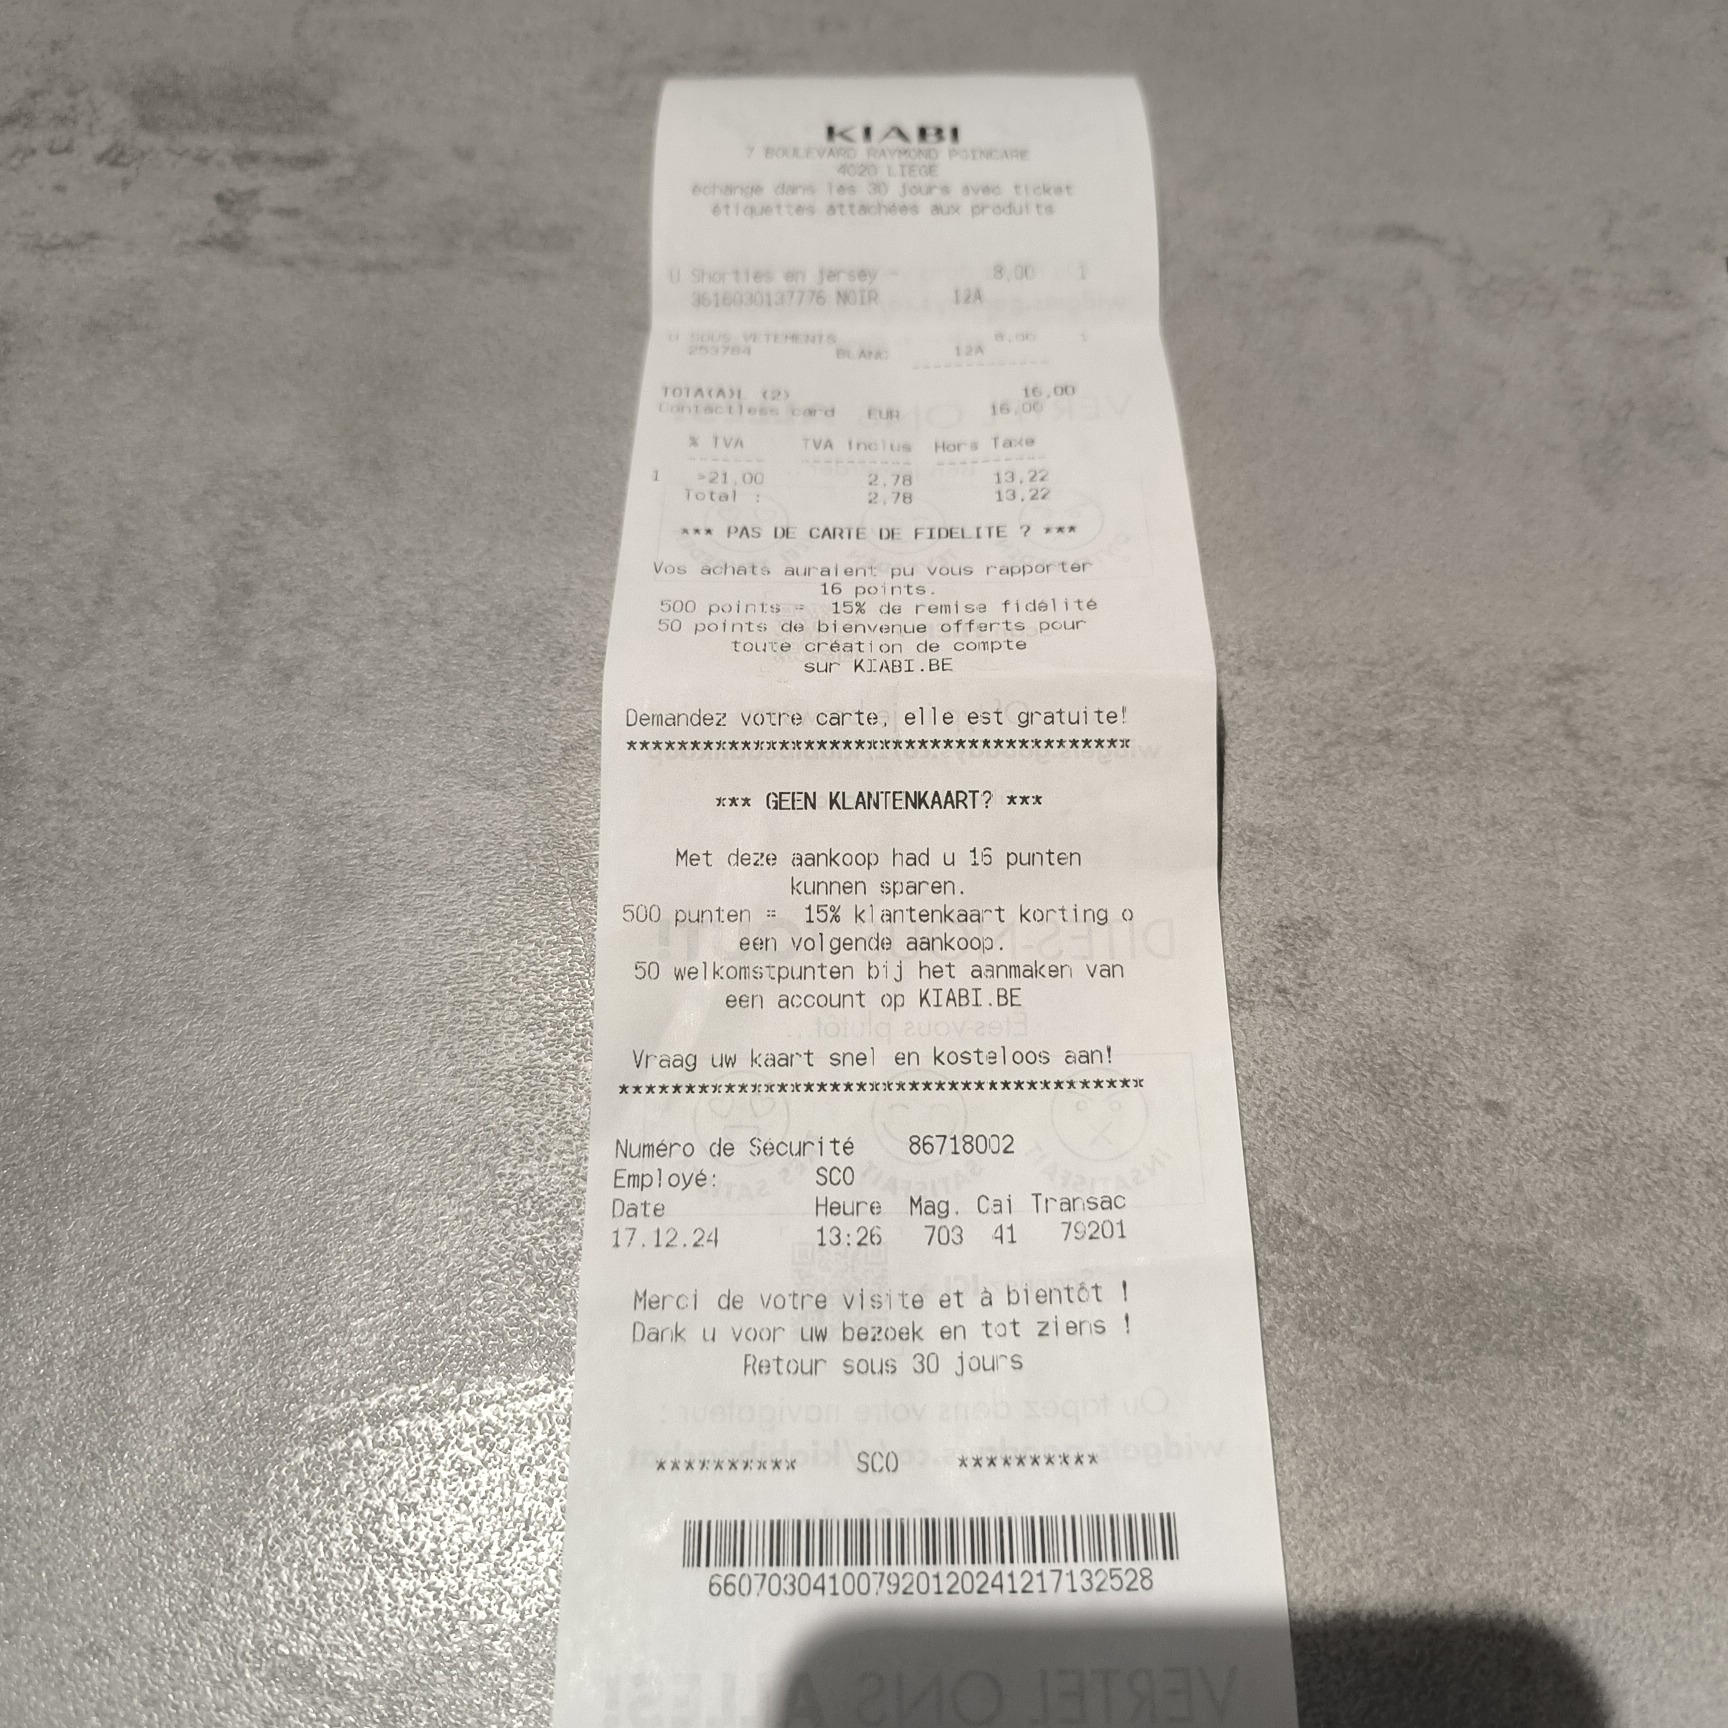 KIABI
7 BOULEVARD RAYMOND POINCARE
4020 LIEGE
échange dans les 30 jours avec ticket
étiquettes attachées aux produits
U Shorties en jersey - 8,00 1
3616030137776 NOIR 12A
U SOUS VETEMENTS 8,00 1
253784 BLANC 12A
TOTA(A)L (2) 16,00
Contactless card EUR 16,00
% TVA TVA Inclus Hors Taxe
1 >21,00 2,78 13,22
Total : 2,78 13,22
*** PAS DE CARTE DE FIDELITE ? ***
Vos achats auraient pu vous rapporter
16 points.
500 points = 15% de remise fidélité
50 points de bienvenue offerts pour
toute création de compte
sur KIABI.BE
Demandez votre carte, elle est gratuite!
****************************************
*** GEEN KLANTENKAART? ***
Met deze aankoop had u 16 punten
kunnen sparen.
500 punten = 15% klantenkaart korting o
een volgende aankoop.
50 welkomstpunten bij het aanmaken van
een account op KIABI.BE
Vraag uw kaart snel en kosteloos aan!
****************************************
Numéro de Sécurité 86718002
Employé: SCO
Date Heure Mag. Cai Transac
17.12.24 13:26 703 41 79201
Merci de votre visite et à bientôt !
Dank u voor uw bezoek en tot ziens !
Retour sous 30 jours
********** SCO **********
660703041007920120241217132528